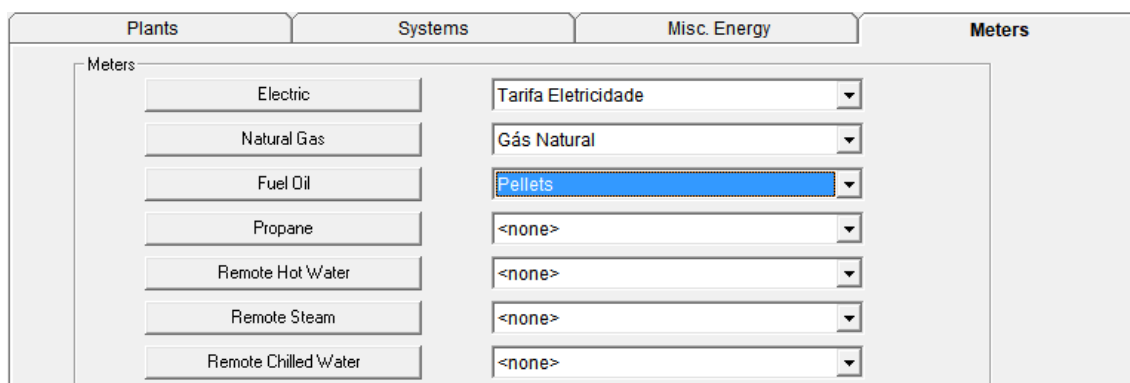 Plants Systems Misc. Energy Meters
Meters
Electric Tarifa Eletricidade
Natural Gas Gás Natural
Fuel Oil Pellets
Propane <none>
Remote Hot Water <none>
Remote Steam <none>
Remote Chilled Water <none>